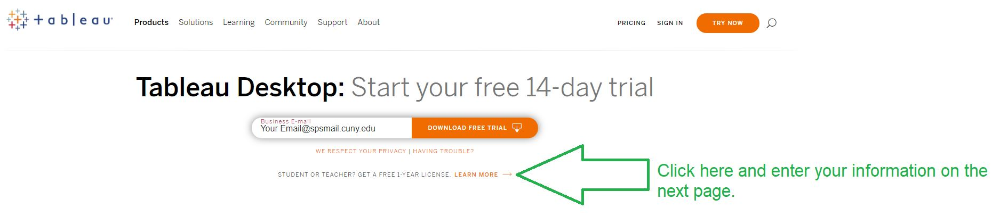 +ableau
Products Solutions Learning Community Support About
PRICING SIGN IN TRY NOW
Tableau Desktop: Start your free 14-day trial
Business E-mail
Your Email@spsmail.cuny.edu
DOWNLOAD FREE TRIAL
WE RESPECT YOUR PRIVACY | HAVING TROUBLE?
STUDENT OR TEACHER? GET A FREE 1-YEAR LICENSE. LEARN MORE →
Click here and enter your information on the
next page.